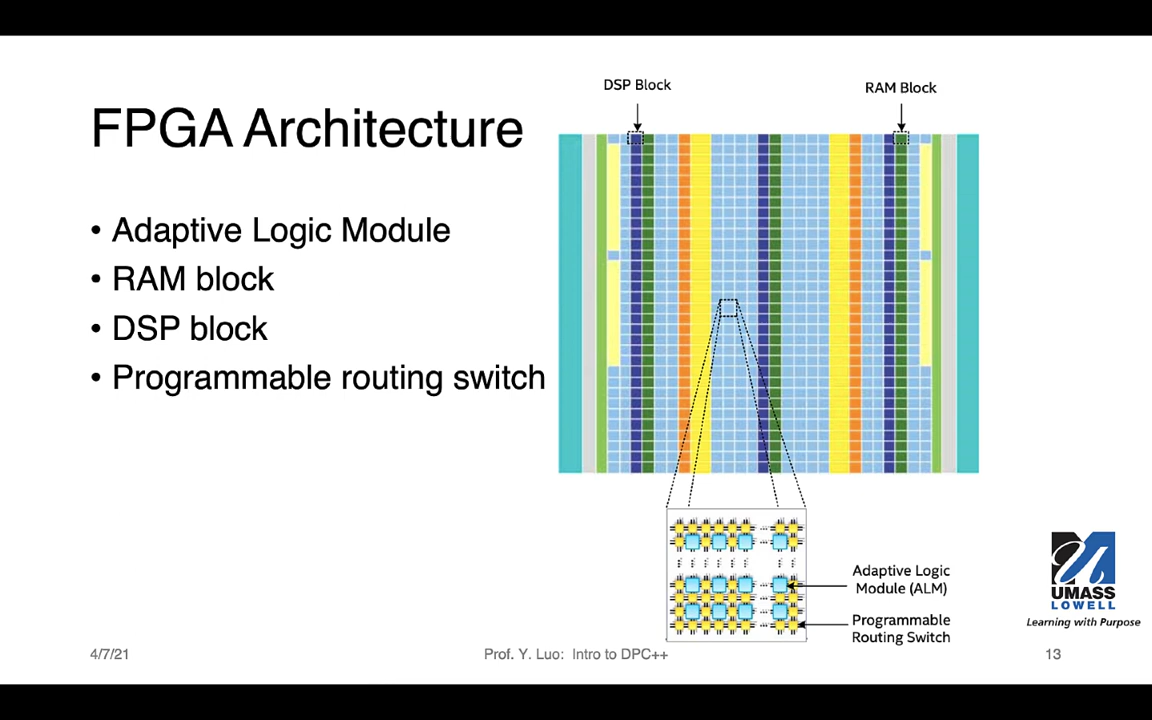 FPGA Architecture
• Adaptive Logic Module
• RAM block
• DSP block
• Programmable routing switch
DSP Block
RAM Block
Adaptive Logic
Module (ALM)
Programmable
Routing Switch
UMASS
LOWELL
Learning with Purpose
4/7/21
Prof. Y. Luo: Intro to DPC++
13